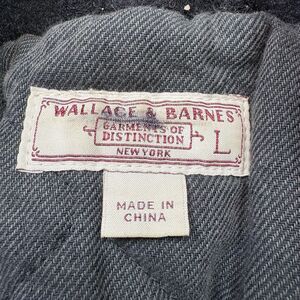 WALLACE & BARNES
GARMENTS OF
DISTINCTION
NEW YORK
L
MADE IN
CHINA